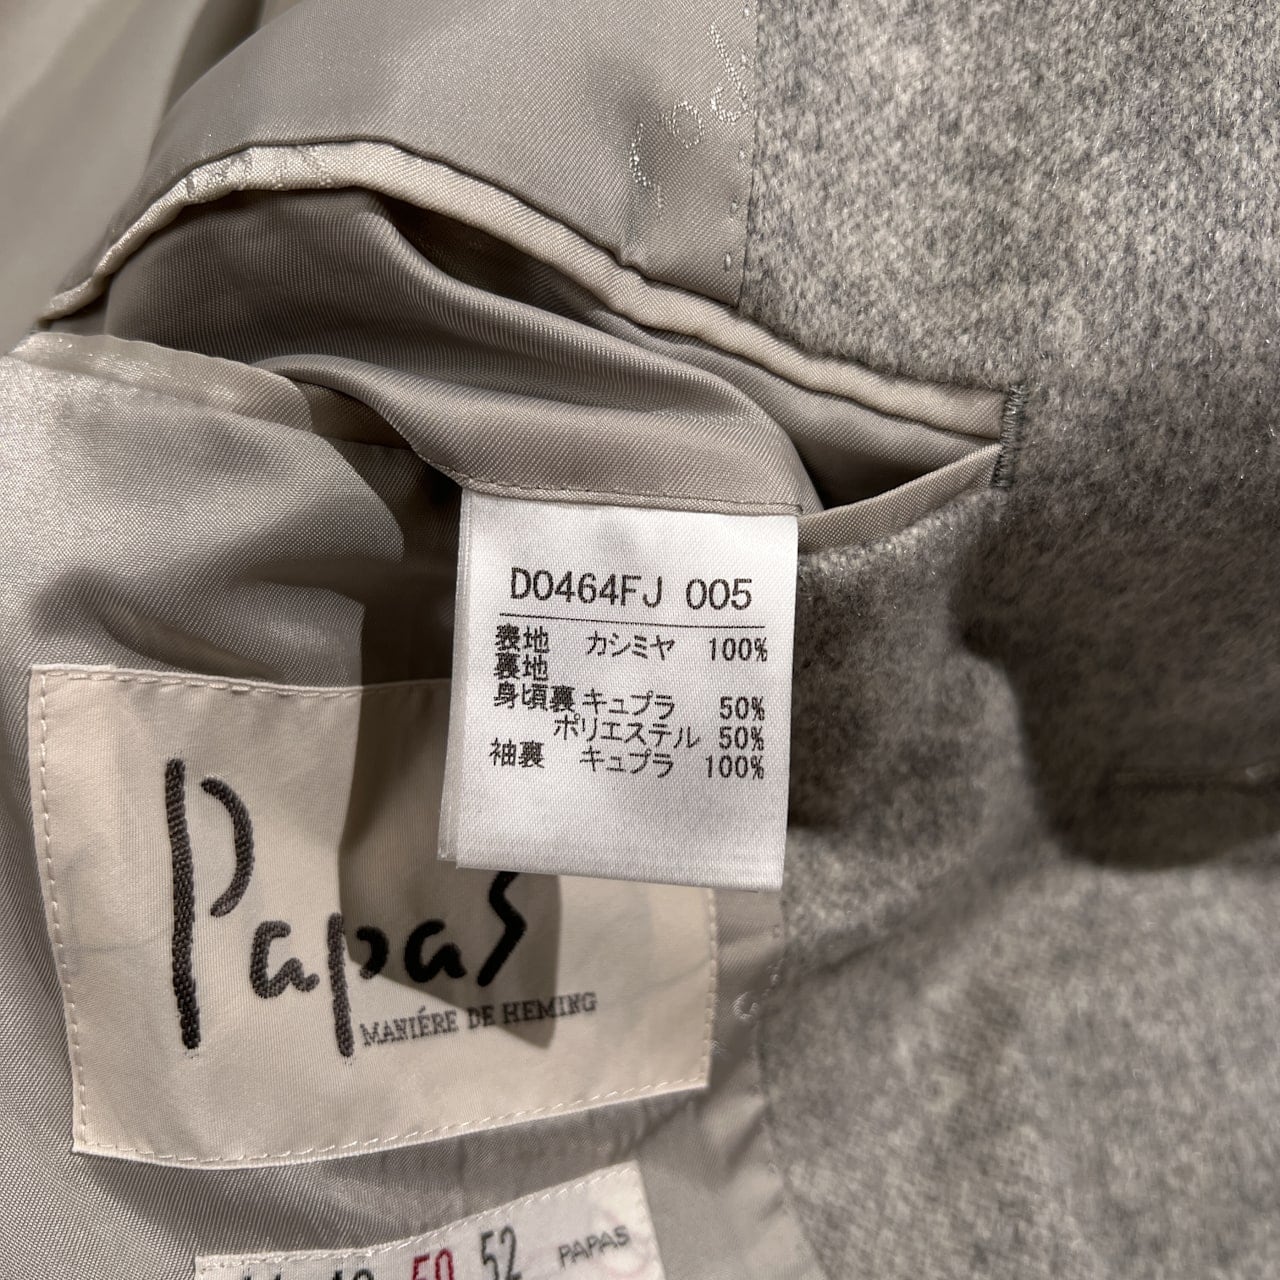 D0464FJ 005
表地 カシミヤ 100%
裏地
身頃裏 キュプラ 50%
ポリエステル 50%
袖裏 キュプラ 100%
Papas
MANIÉRE DE HEMING
50 52 PAPAS